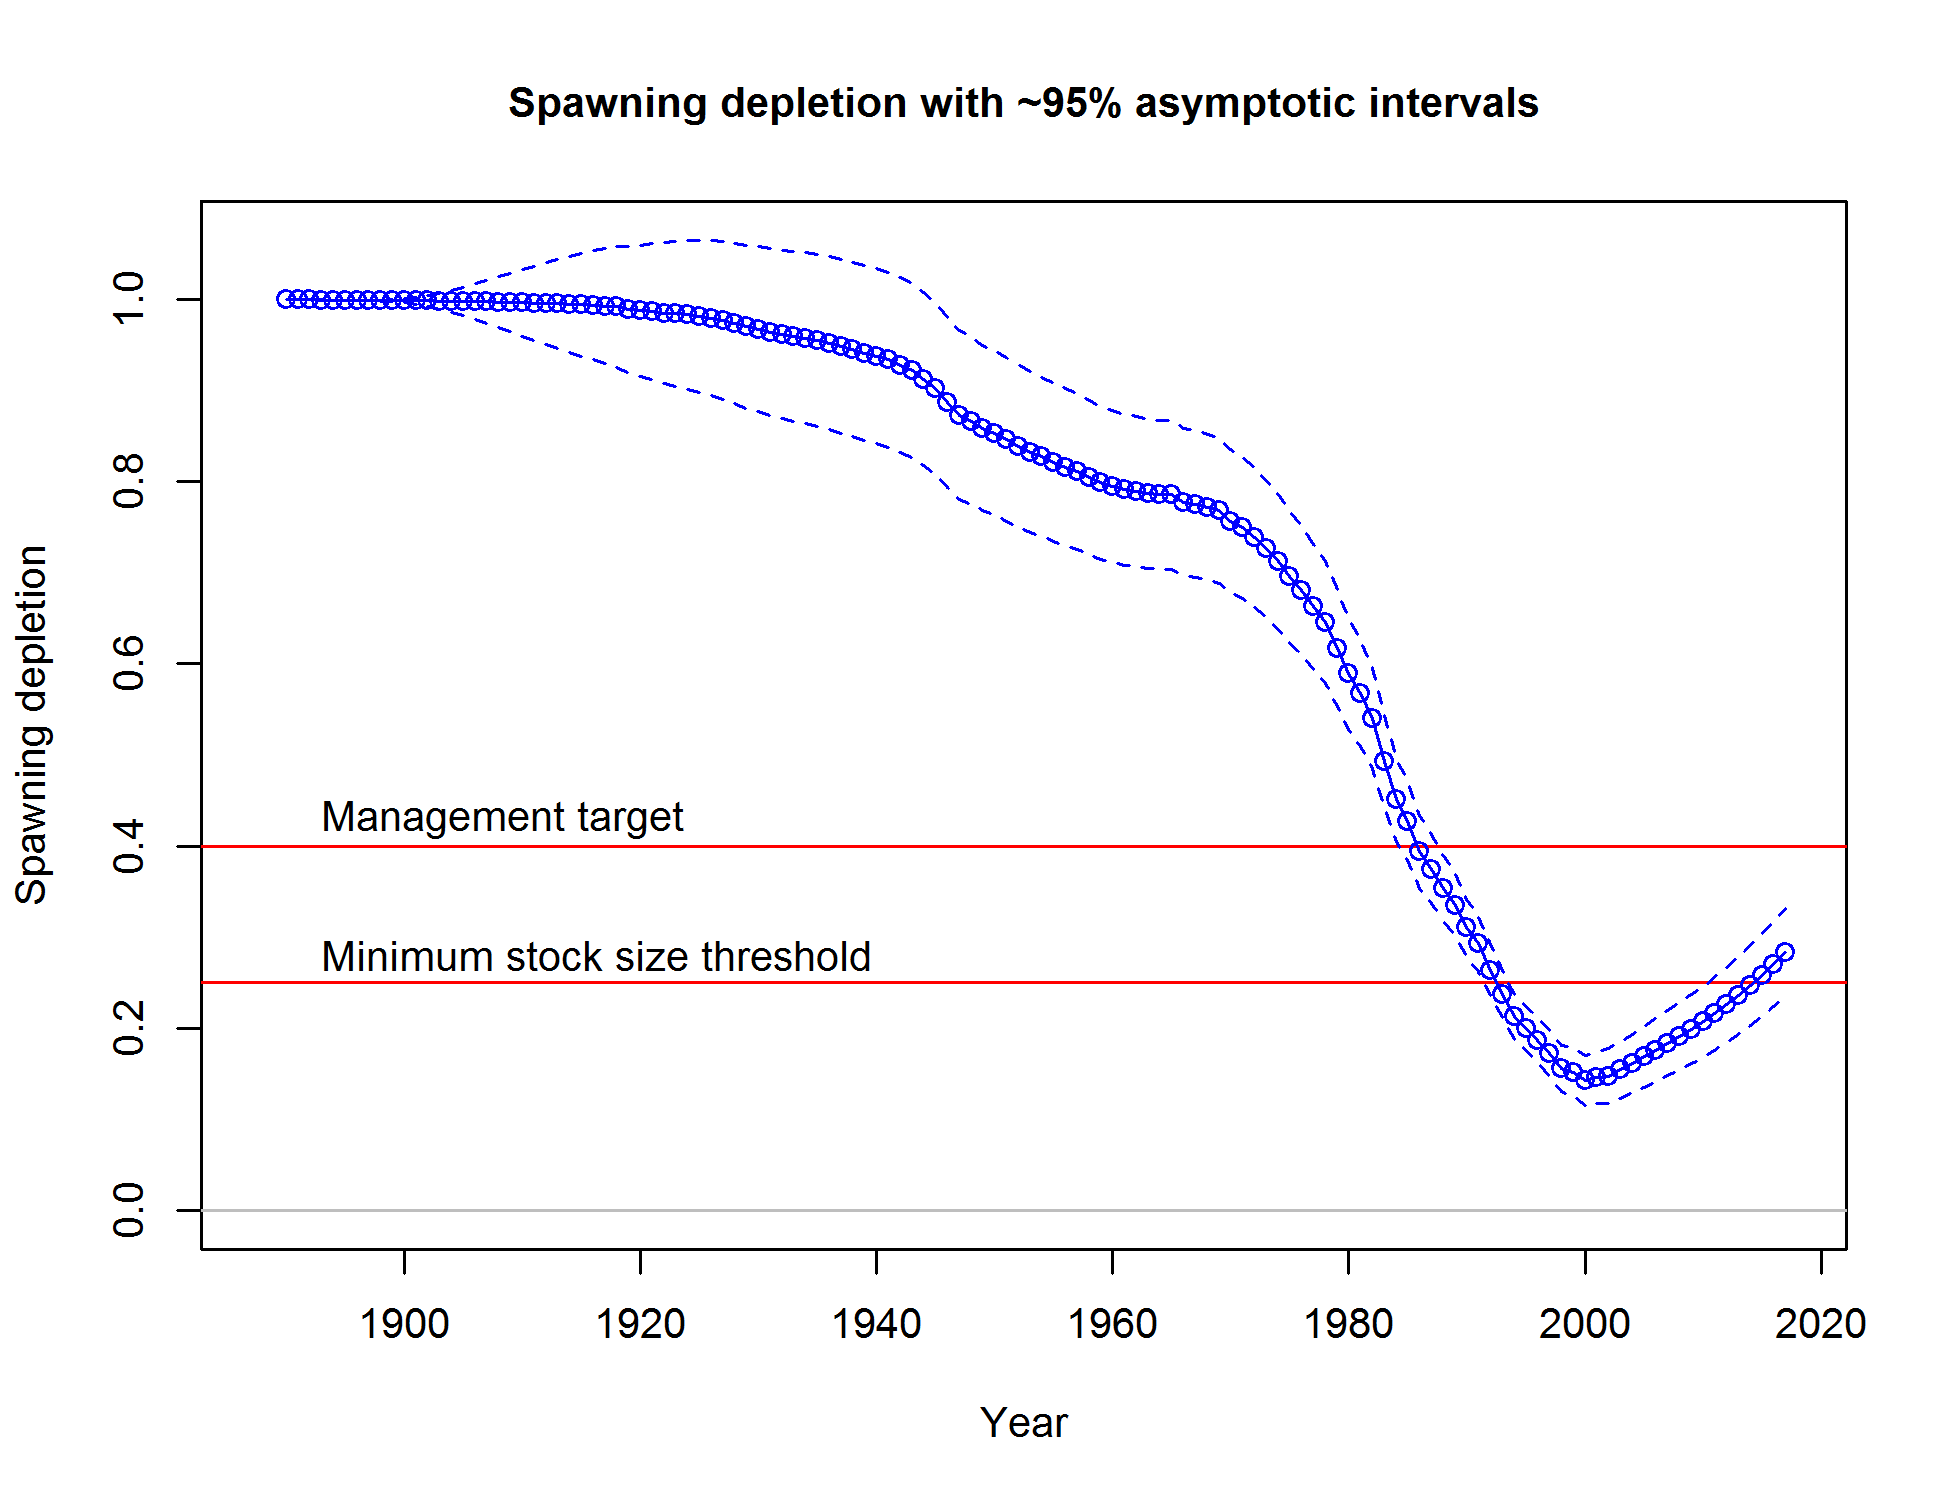 Spawning depletion with ~95% asymptotic intervals
Spawning depletion
1.0
0.8
0.6
0.4
0.2
0.0
Management target
Minimum stock size threshold
1900 1920 1940 1960 1980 2000 2020
Year